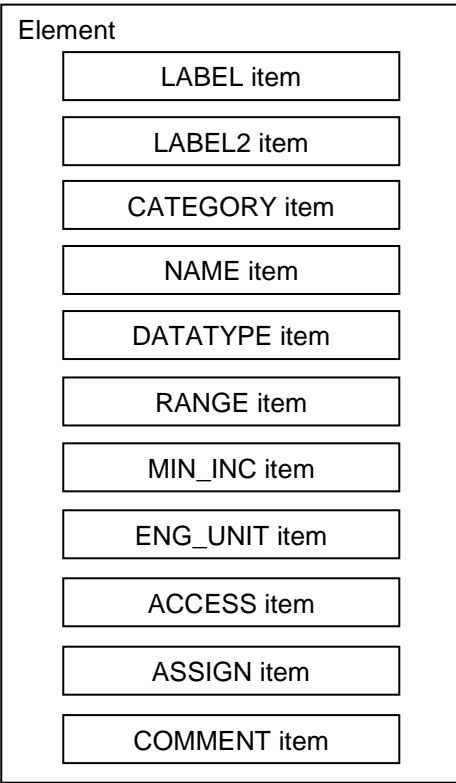 Element
LABEL item
LABEL2 item
CATEGORY item
NAME item
DATATYPE item
RANGE item
MIN_INC item
ENG_UNIT item
ACCESS item
ASSIGN item
COMMENT item